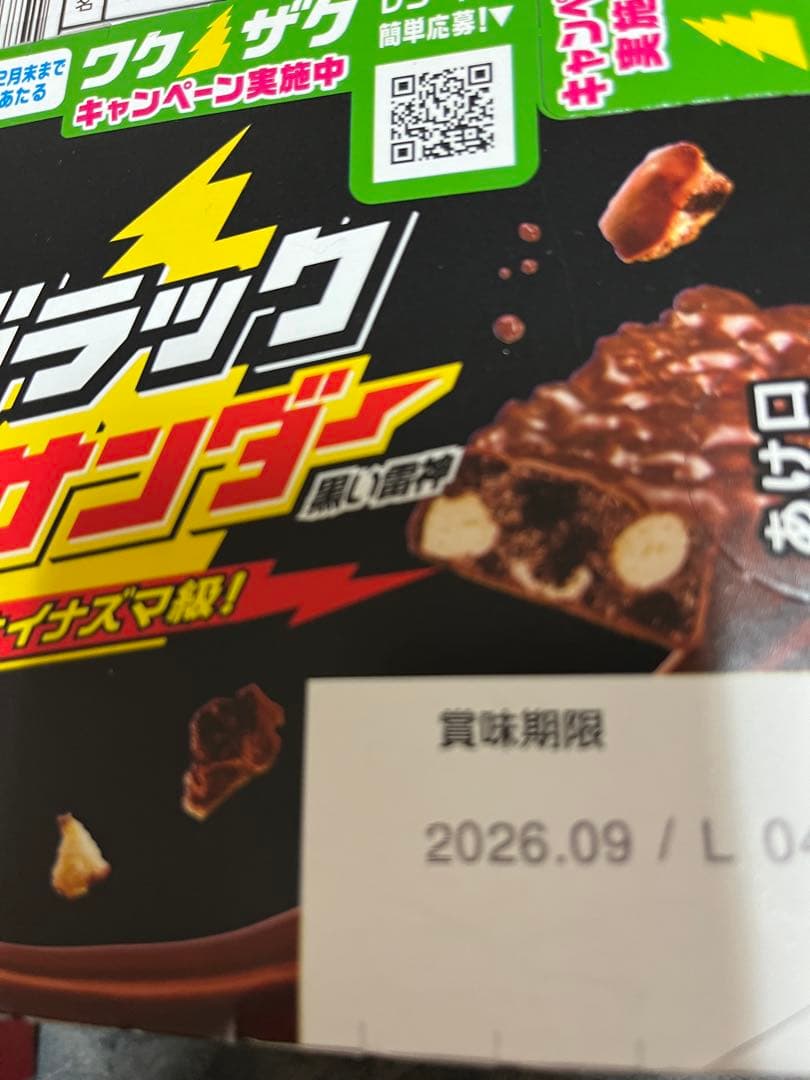 名
2月末まで
あたる
ワクザク
キャンペーン実施中
簡単応募!▼
実施
ブラック
サンダー
黒い雷神
イナズマ級!
あけ口
賞味期限
2026.09 / L 04